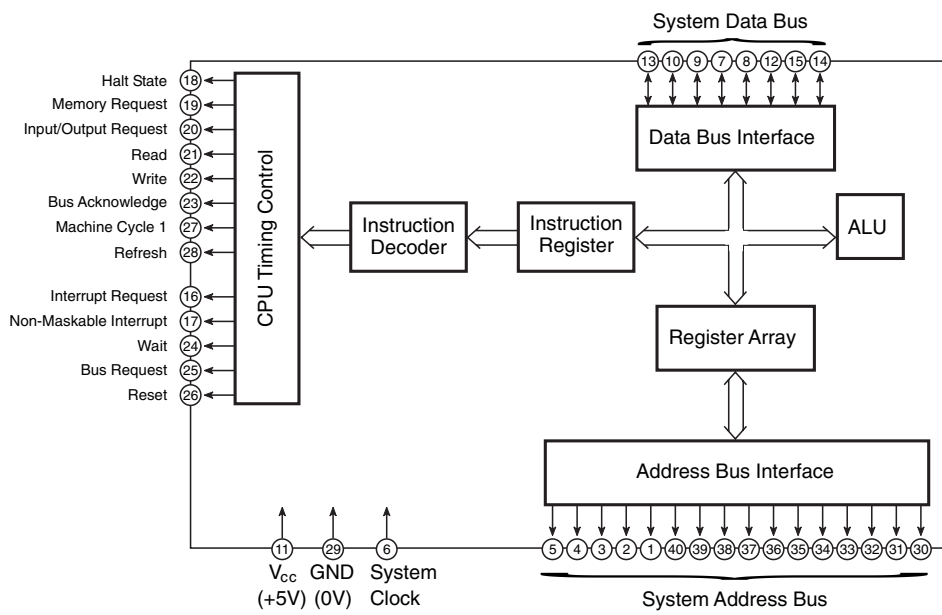 System Data Bus
13 10 9 7 8 12 15 14
Halt State 18
Memory Request 19
Input/Output Request 20
Read 21
Write 22
Bus Acknowledge 23
Machine Cycle 1 27
Refresh 28
Interrupt Request 16
Non-Maskable Interrupt 17
Wait 24
Bus Request 25
Reset 26
CPU Timing Control
Instruction
Decoder
Instruction
Register
Data Bus Interface
ALU
Register Array
Address Bus Interface
11 29 6
Vcc GND System
(+5V) (0V) Clock
5 4 3 2 1 40 39 38 37 36 35 34 33 32 31 30
System Address Bus